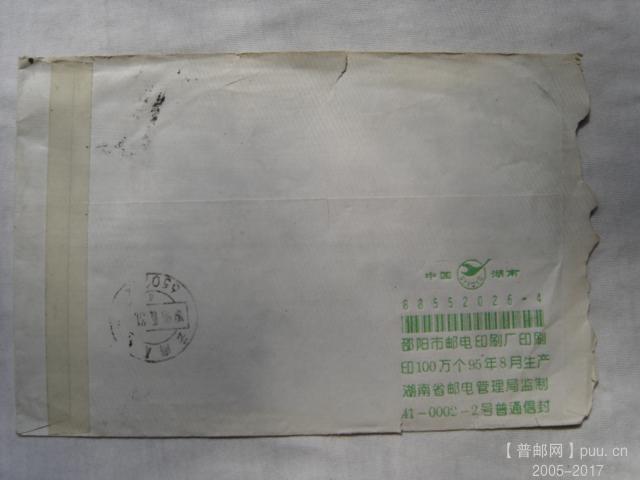 中国 湖南
68552026-4
邵阳市邮电印刷厂印刷
印100万个95年8月生产
湖南省邮电管理局监制
41-0002-2号普通信封
【普邮网】puu.cn
2005-2017